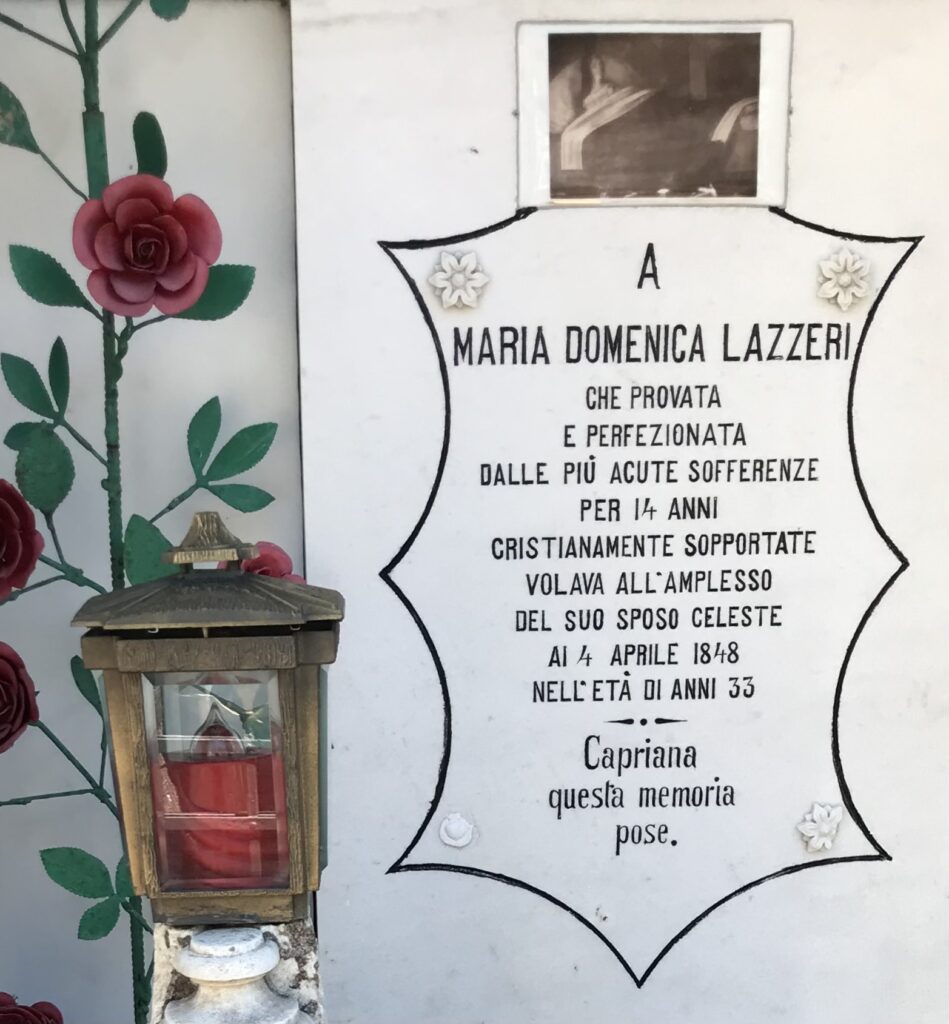 A
MARIA DOMENICA LAZZERI
CHE PROVATA
E PERFEZIONATA
DALLE PIÙ ACUTE SOFFERENZE
PER 14 ANNI
CRISTIANAMENTE SOPPORTATE
VOLAVA ALL'AMPLESSO
DEL SUO SPOSO CELESTE
AI 4 APRILE 1848
NELL'ETÀ DI ANNI 33
Capriana
questa memoria
pose.